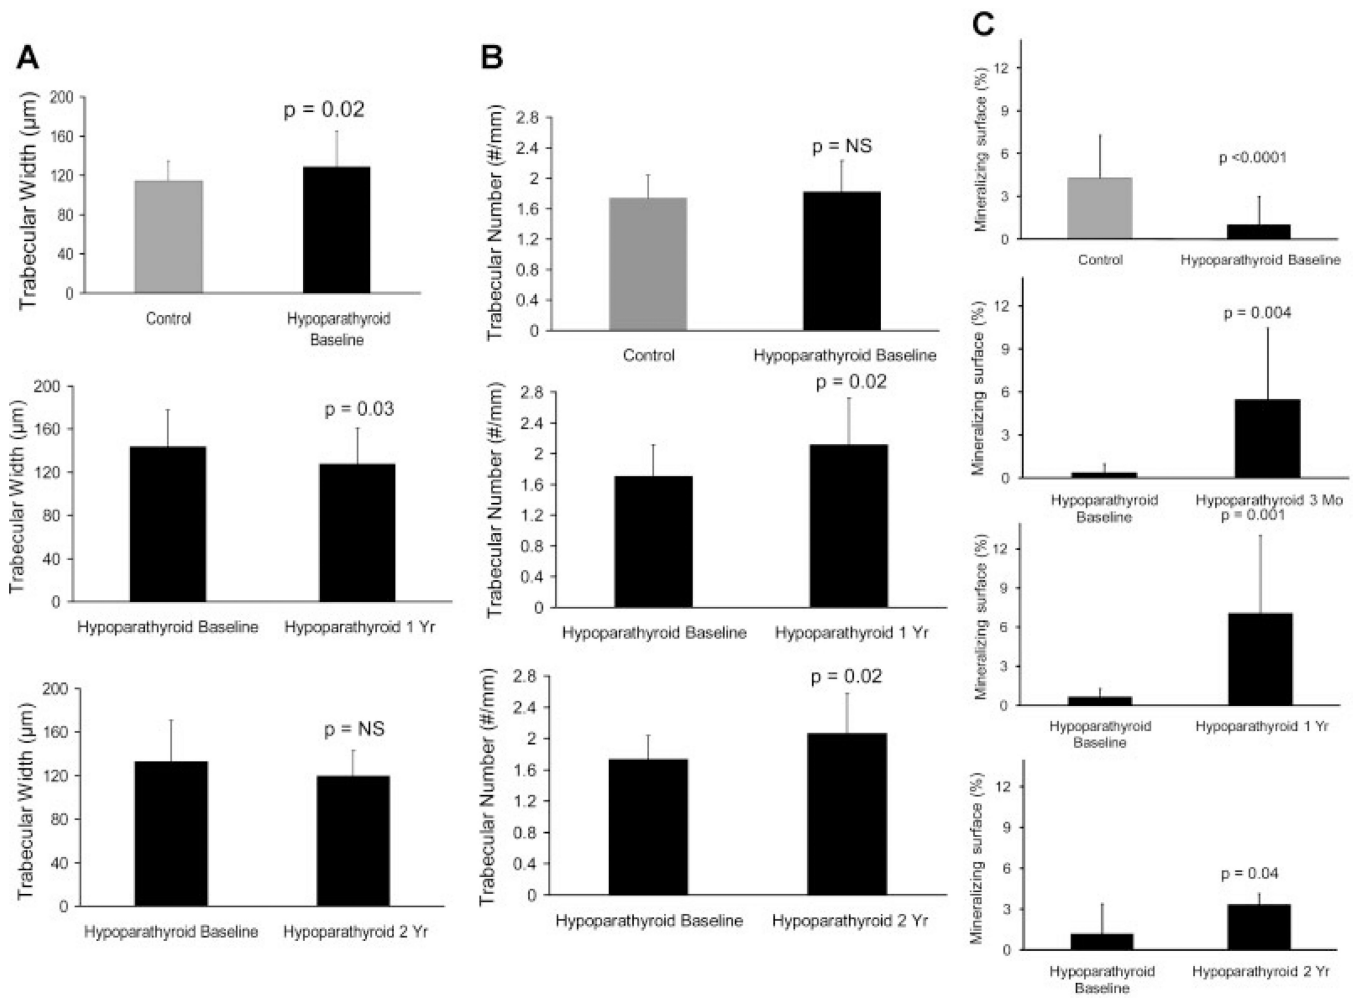 A
Trabecular Width (µm)
200
160
120
80
40
0
p = 0.02
Control
Hypoparathyroid
Baseline
Trabecular Width (µm)
200
160
120
80
40
0
p = 0.03
Hypoparathyroid Baseline
Hypoparathyroid 1 Yr
Trabecular Width (µm)
200
160
120
80
40
0
p = NS
Hypoparathyroid Baseline
Hypoparathyroid 2 Yr
B
Trabecular Number (#/mm)
2.8
2.4
2
1.6
1.2
0.8
0.4
0
p = NS
Control
Hypoparathyroid Baseline
Trabecular Number (#/mm)
2.8
2.4
2
1.6
1.2
0.8
0.4
0
p = 0.02
Hypoparathyroid Baseline
Hypoparathyroid 1 Yr
Trabecular Number (#/mm)
2.8
2.4
2
1.6
1.2
0.8
0.4
0
p = 0.02
Hypoparathyroid Baseline
Hypoparathyroid 2 Yr
C
Mineralizing surface (%)
12
9
6
3
0
p <0.0001
Control
Hypoparathyroid Baseline
Mineralizing surface (%)
12
9
6
3
0
p = 0.004
Hypoparathyroid
Baseline
Hypoparathyroid 3 Mo
Mineralizing surface (%)
12
9
6
3
0
p = 0.001
Hypoparathyroid
Baseline
Hypoparathyroid 1 Yr
Mineralizing surface (%)
12
9
6
3
0
p = 0.04
Hypoparathyroid
Baseline
Hypoparathyroid 2 Yr